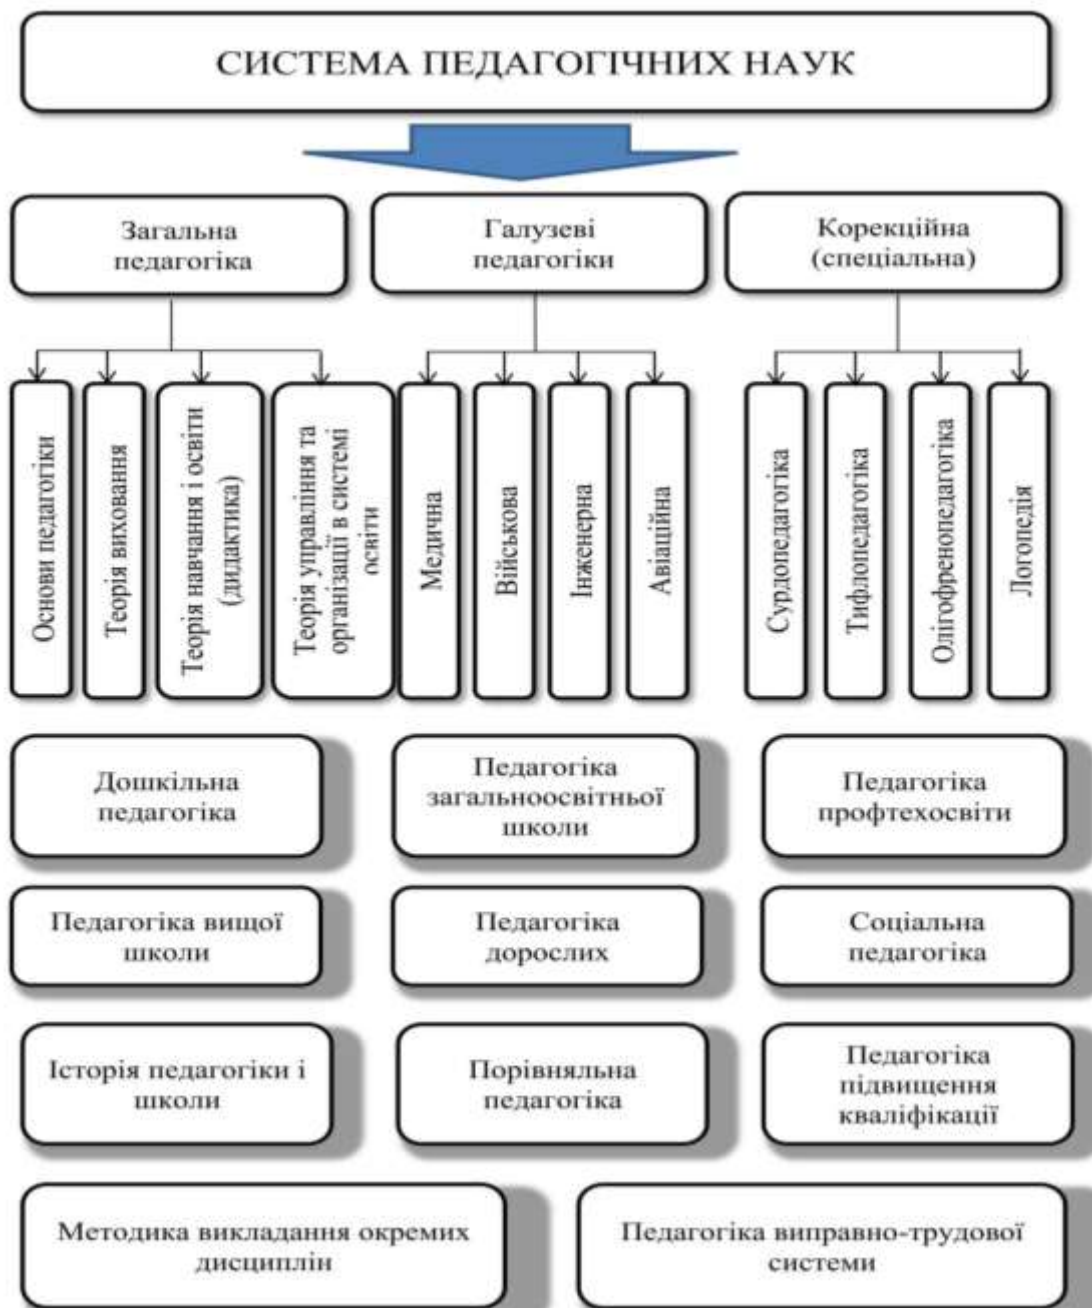 СИСТЕМА ПЕДАГОГІЧНИХ НАУК
Загальна
педагогіка
Галузеві
педагогіки
Корекційна
(спеціальна)
Основи педагогіки
Теорія виховання
Теорія навчання і освіти
(дидактика)
Теорія управління та
організації в системі
освіти
Медична
Військова
Інженерна
Авіаційна
Сурдопедагогіка
Тифлопедагогіка
Олігофренопедагогіка
Логопедія
Дошкільна
педагогіка
Педагогіка
загальноосвітньої
школи
Педагогіка
профтехосвіти
Педагогіка вищої
школи
Педагогіка
дорослих
Соціальна
педагогіка
Історія педагогіки і
школи
Порівняльна
педагогіка
Педагогіка
підвищення
кваліфікації
Методика викладання окремих
дисциплін
Педагогіка виправно-трудової
системи